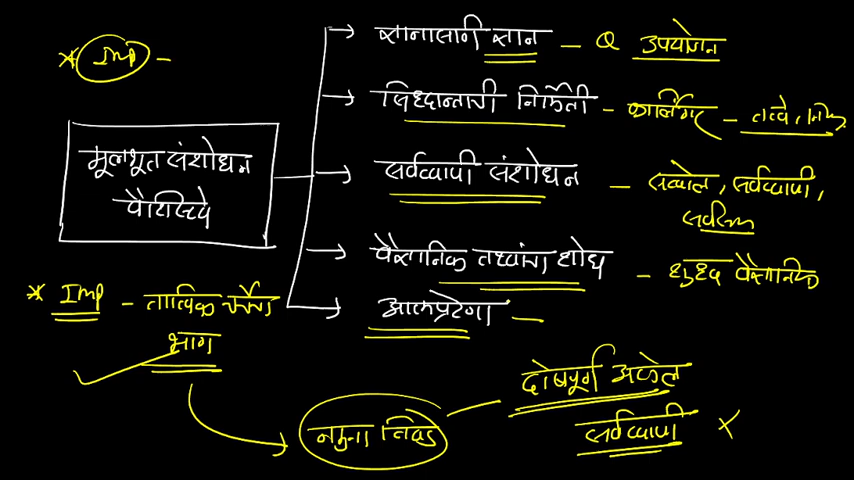 * Imp -
मूलभूत संशोधन
वैशिष्ट्ये
ज्ञानासाठी ज्ञान - उपयोजन
सिध्दान्ताची निर्मिती - कार्लिंगर - तत्वे, नियम
सर्वव्यापी संशोधन - सखोल, सर्वव्यापी,
वैज्ञानिक तथ्यांचा शोध - वैज्ञानिक
आत्मप्रेरणा -
* Imp - तात्विक
भाग
नमुना निवड
दोषपूर्ण असेल
सर्वव्यापी x